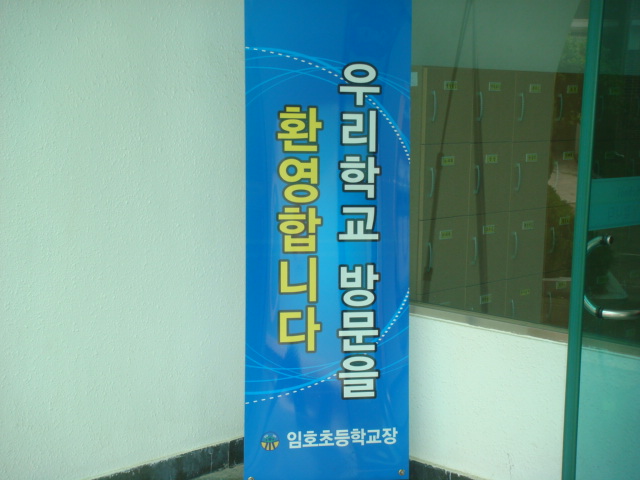 우리학교 방문을
환영합니다
임호초등학교장